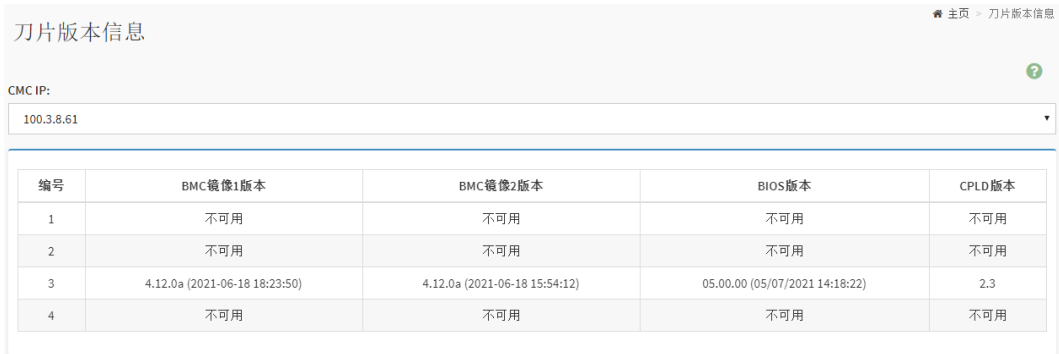 主页 > 刀片版本信息
刀片版本信息
?
CMC IP:
100.3.8.61
编号 BMC镜像1版本 BMC镜像2版本 BIOS版本 CPLD版本
1 不可用 不可用 不可用 不可用
2 不可用 不可用 不可用 不可用
3 4.12.0a (2021-06-18 18:23:50) 4.12.0a (2021-06-18 15:54:12) 05.00.00 (05/07/2021 14:18:22) 2.3
4 不可用 不可用 不可用 不可用